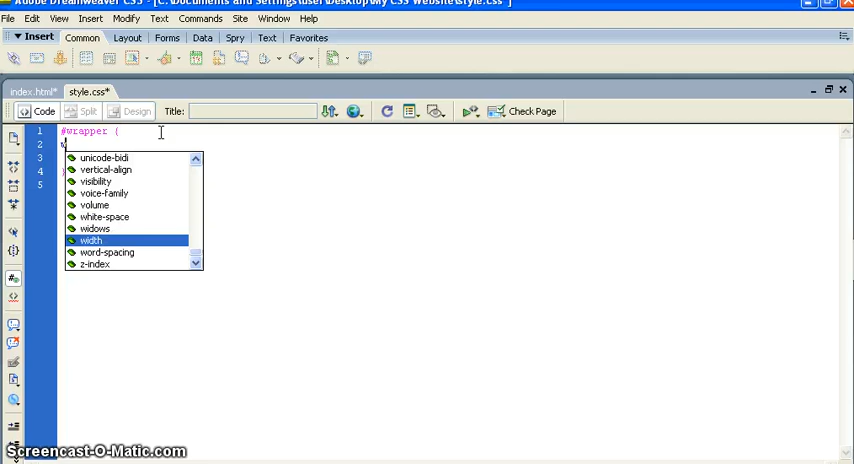 Adobe Dreamweaver CS3 - [C:\Documents and Settings\user\Desktop\My CSS Website\style.css*]
Edit View Insert Modify Text Commands Site Window Help
Insert Common Layout Forms Data Spry Text Favorites
index.html* style.css*
Code Split Design Title: Check Page
1 #wrapper {
2 w
3
4 }
5
unicode-bidi
vertical-align
visibility
voice-family
volume
white-space
widows
width
word-spacing
z-index
Screencast-O-Matic.com